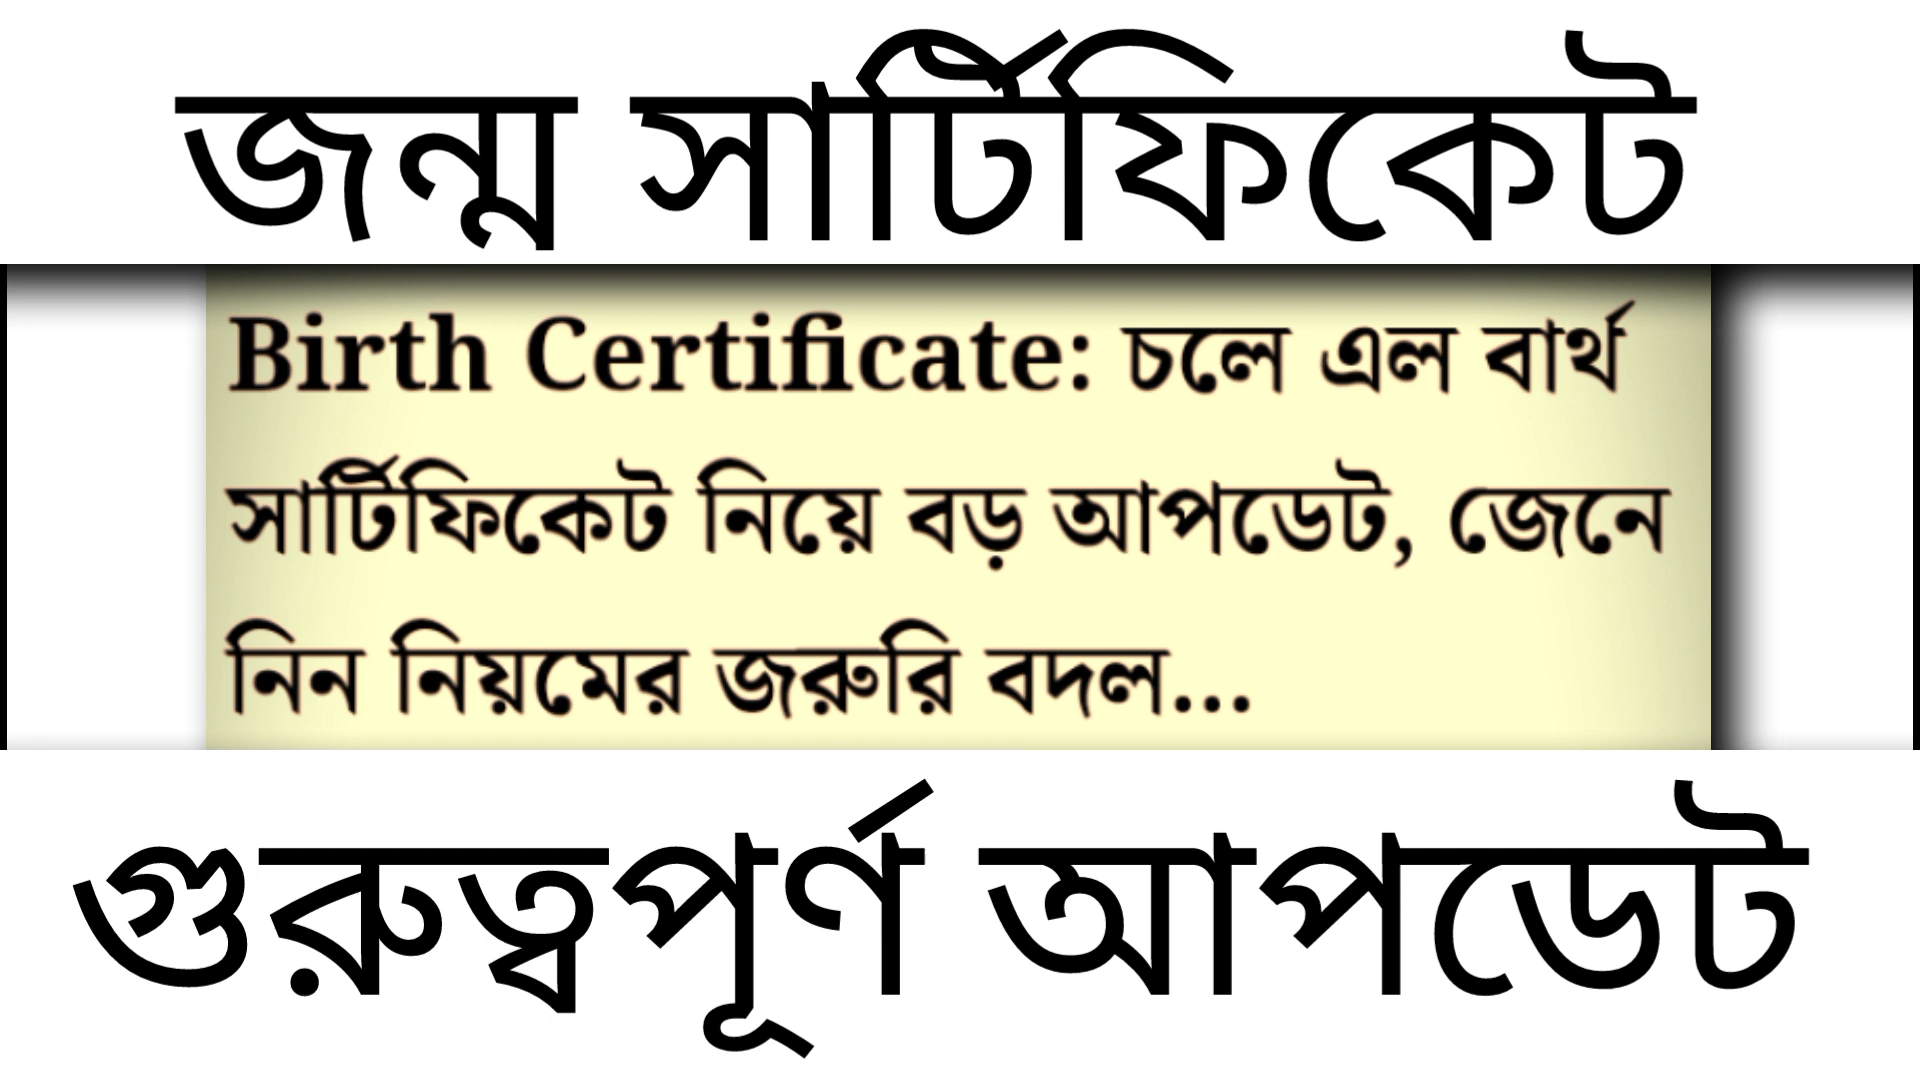 জন্ম সার্টিফিকেট
Birth Certificate: চলে এল বার্থ
সার্টিফিকেট নিয়ে বড় আপডেট, জেনে
নিন নিয়মের জরুরি বদল...
গুরুত্বপূর্ণ আপডেট